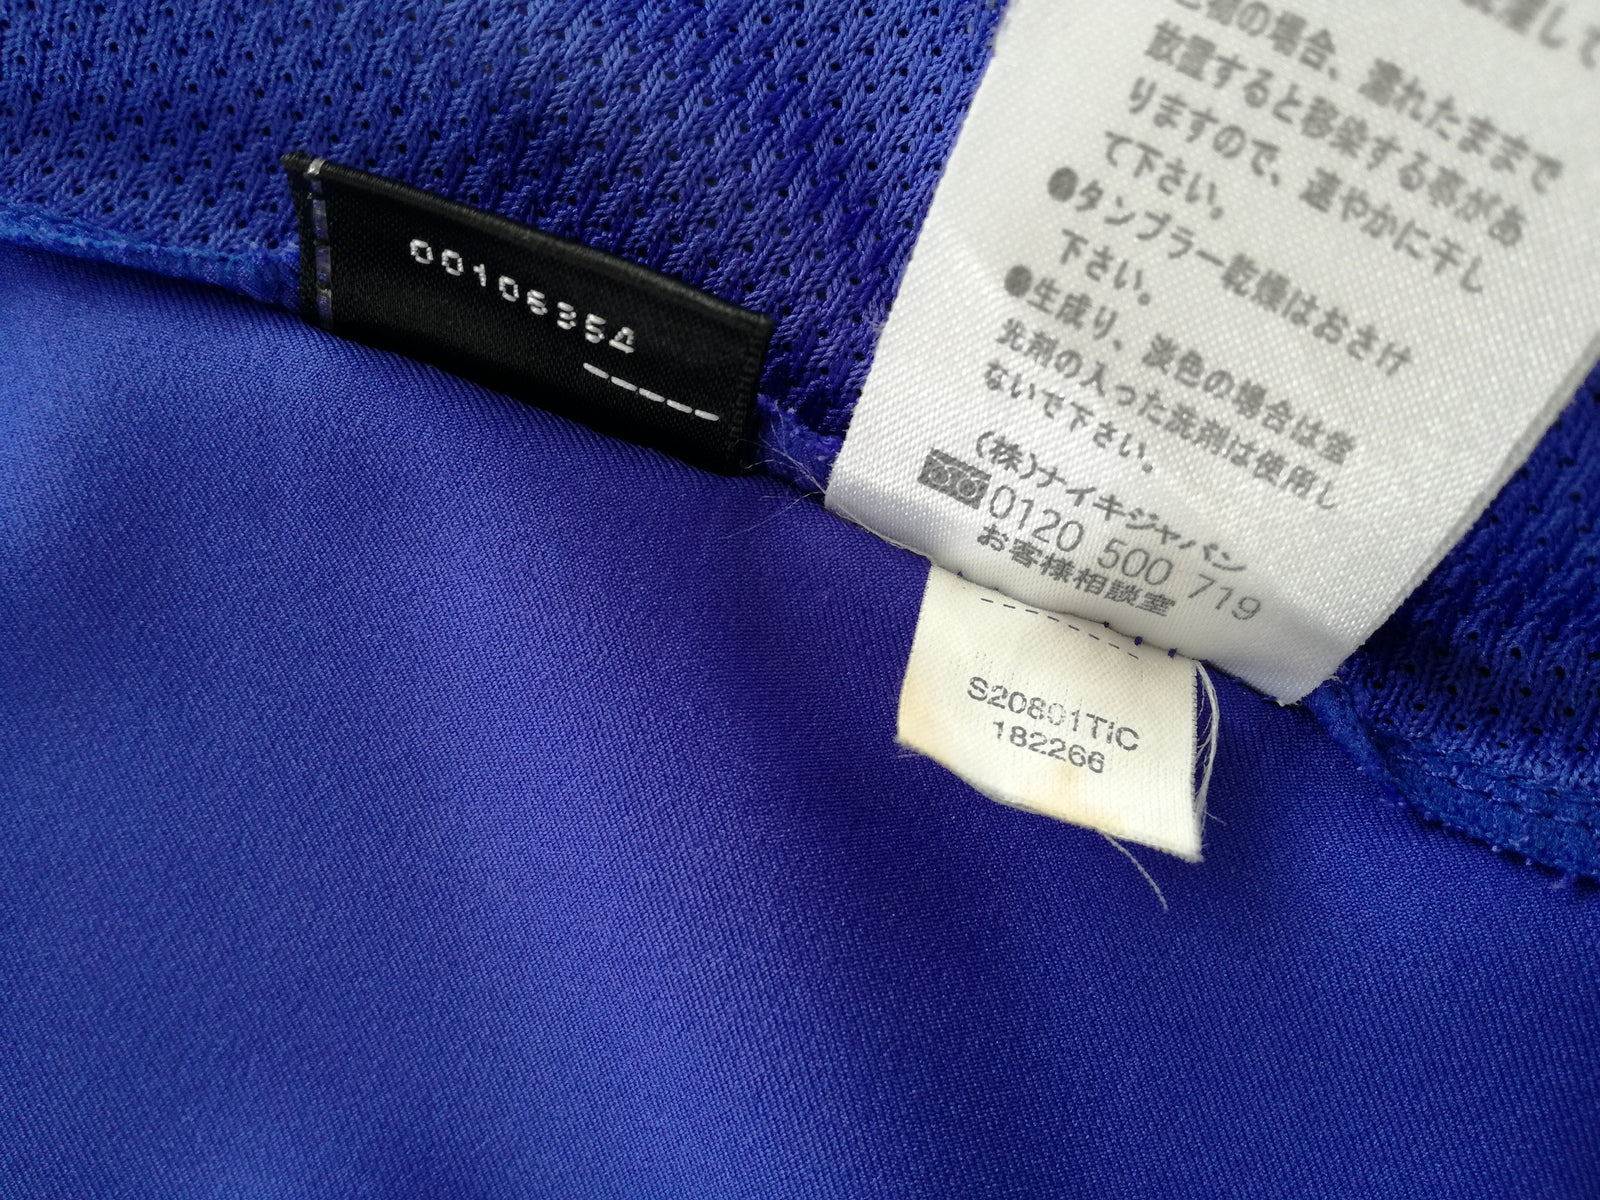 00106354
の場合、濡れたままで
放置すると移染する恐があ
りますので、速やかに干し
て下さい。
●タンブラー乾燥はおさけ
下さい。
●生成り、淡色の場合は蛍
光剤の入った洗剤は使用し
ないで下さい。
(株)ナイキジャパン
0120 500 719
お客様相談室
S20801TIC
182266